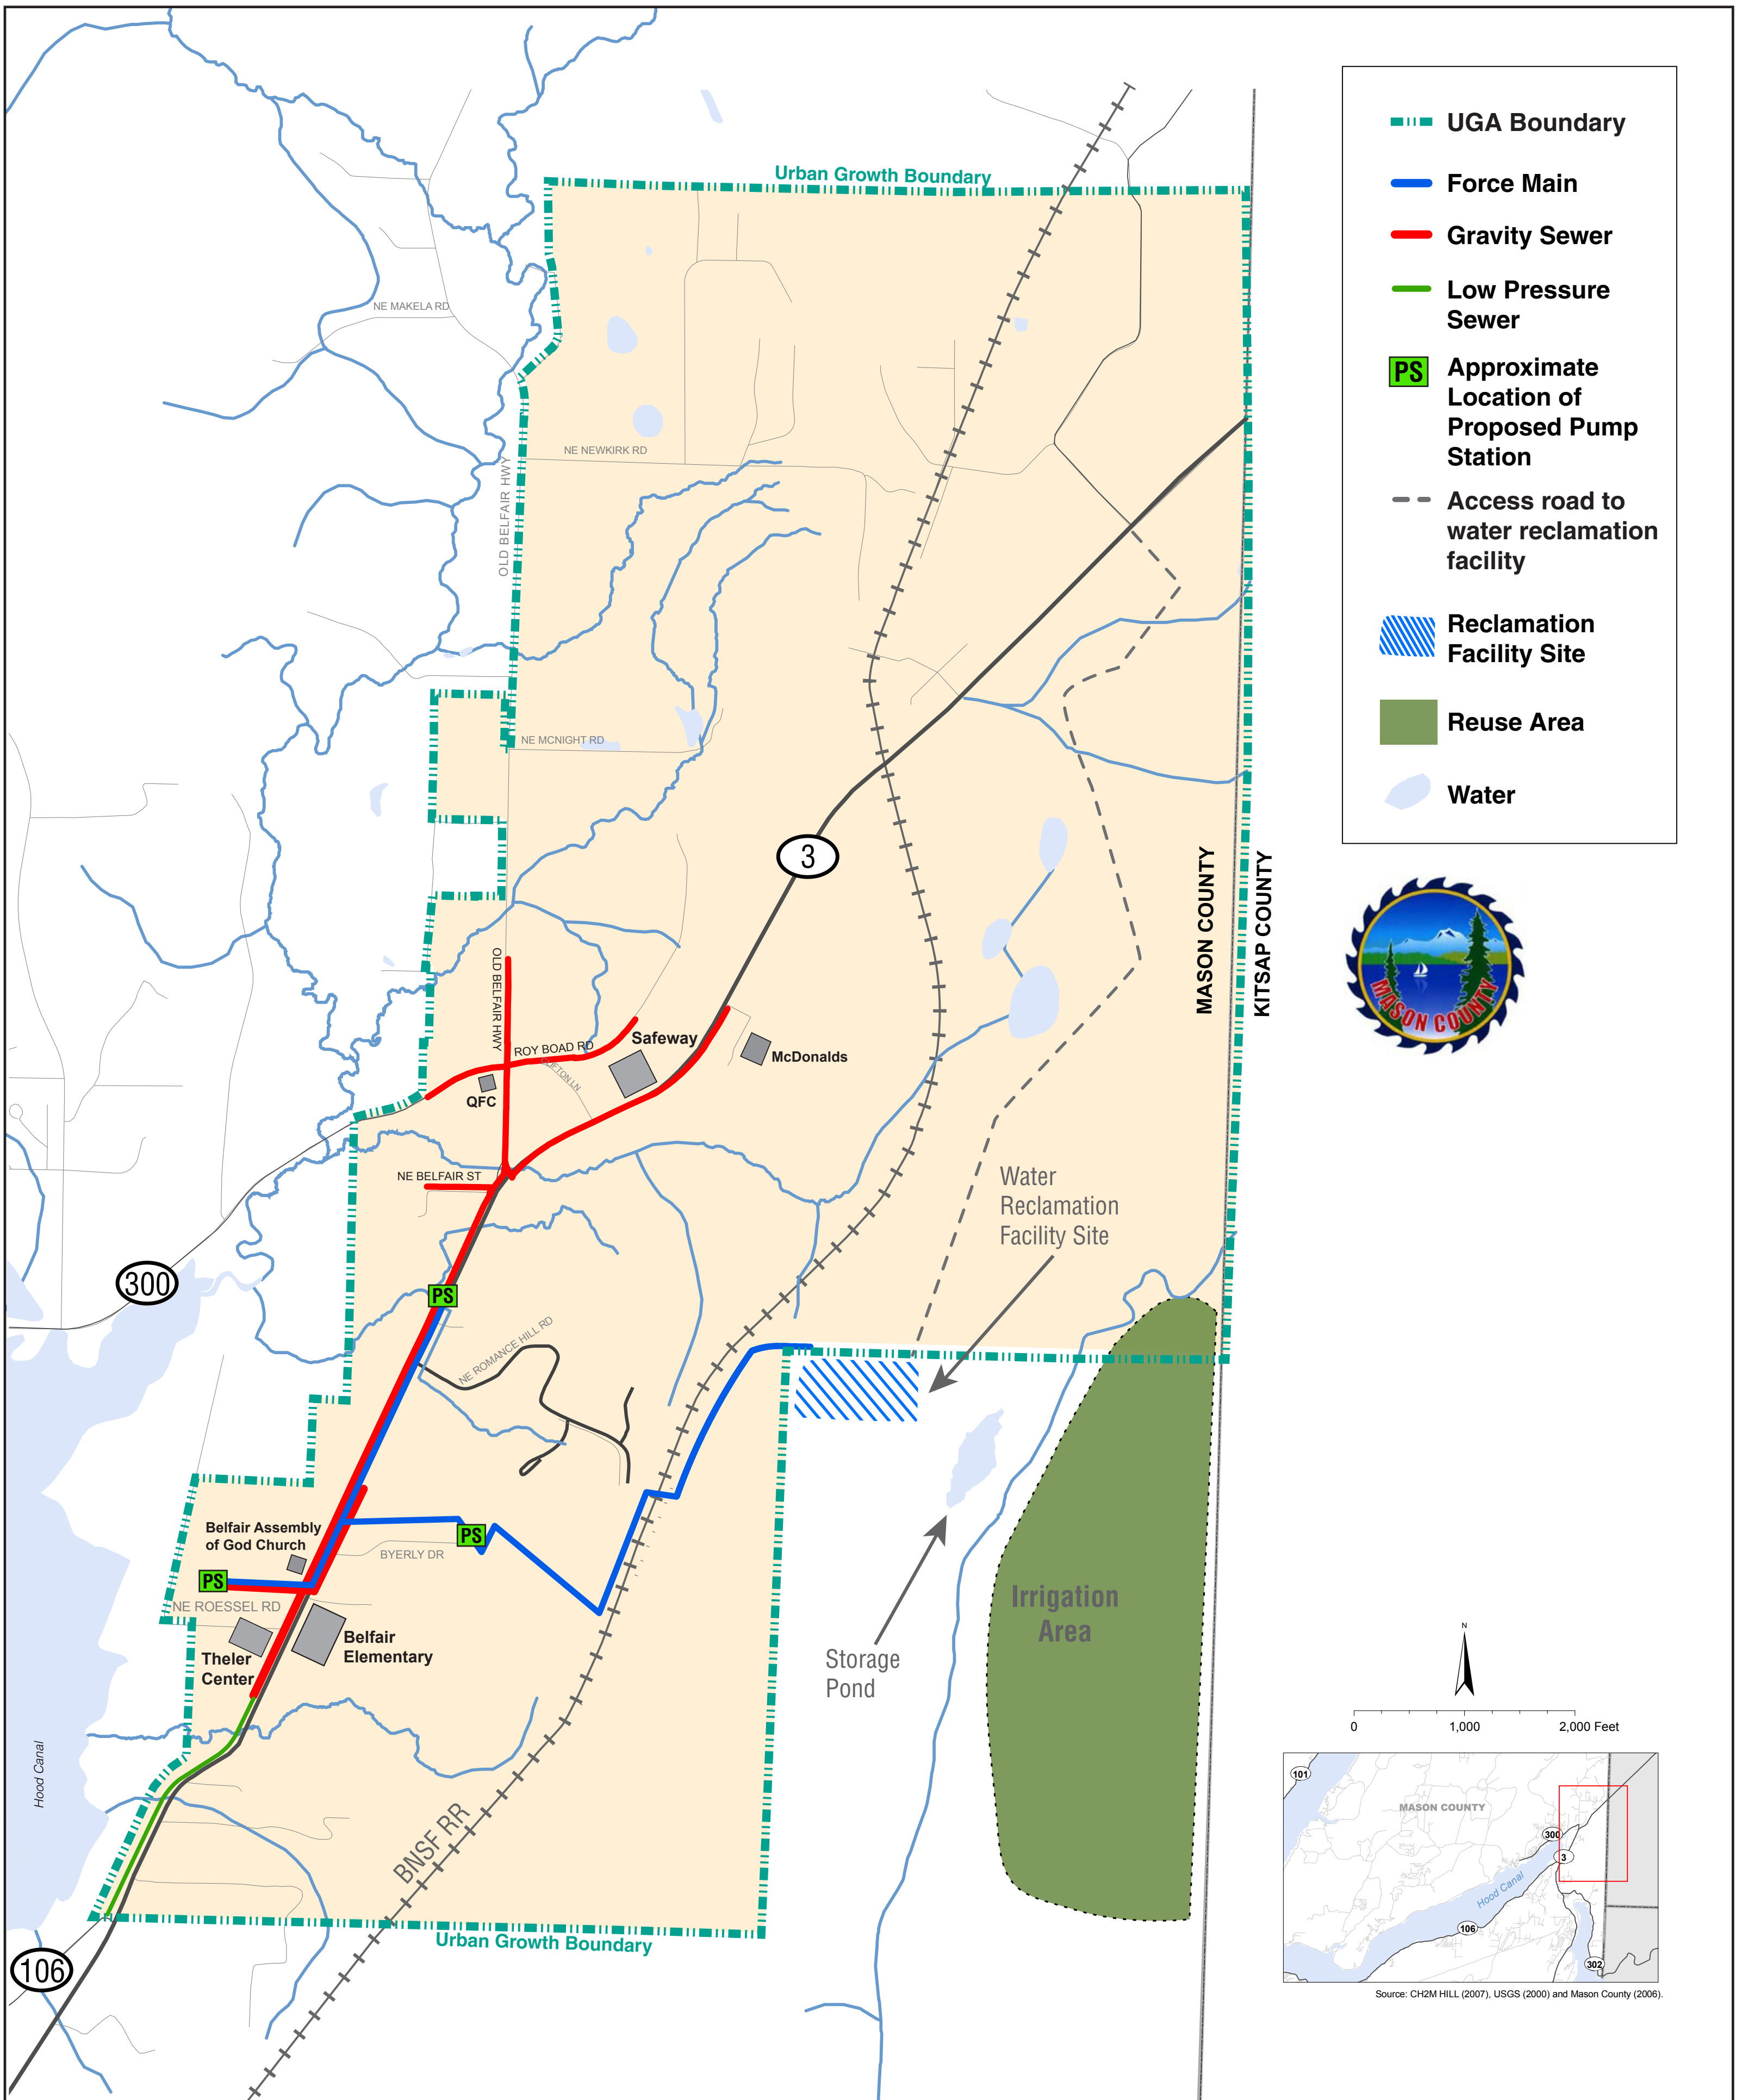 Urban Growth Boundary
UGA Boundary
Force Main
Gravity Sewer
Low Pressure
Sewer
PS
Approximate
Location of
Proposed Pump
Station
Access road to
water reclamation
facility
Reclamation
Facility Site
Reuse Area
Water
MASON COUNTY
NE MAKELA RD
NE NEWKIRK RD
OLD BELFAIR HWY
NE MCNIGHT RD
3
MASON COUNTY
KITSAP COUNTY
OLD BELFAIR HWY
ROY BOAD RD
Safeway
McDonalds
QFC
NE BELFAIR ST
Water
Reclamation
Facility Site
300
PS
NE ROMANCE HILL RD
Belfair Assembly
of God Church
PS
BYERLY DR
PS
NE ROESSEL RD
Theler
Center
Belfair
Elementary
Irrigation
Area
Storage
Pond
Hood Canal
BNSF RR
Urban Growth Boundary
106
N
0 1,000 2,000 Feet
101
MASON COUNTY
300
3
Hood Canal
106
302
Source: CH2M HILL (2007), USGS (2000) and Mason County (2006).